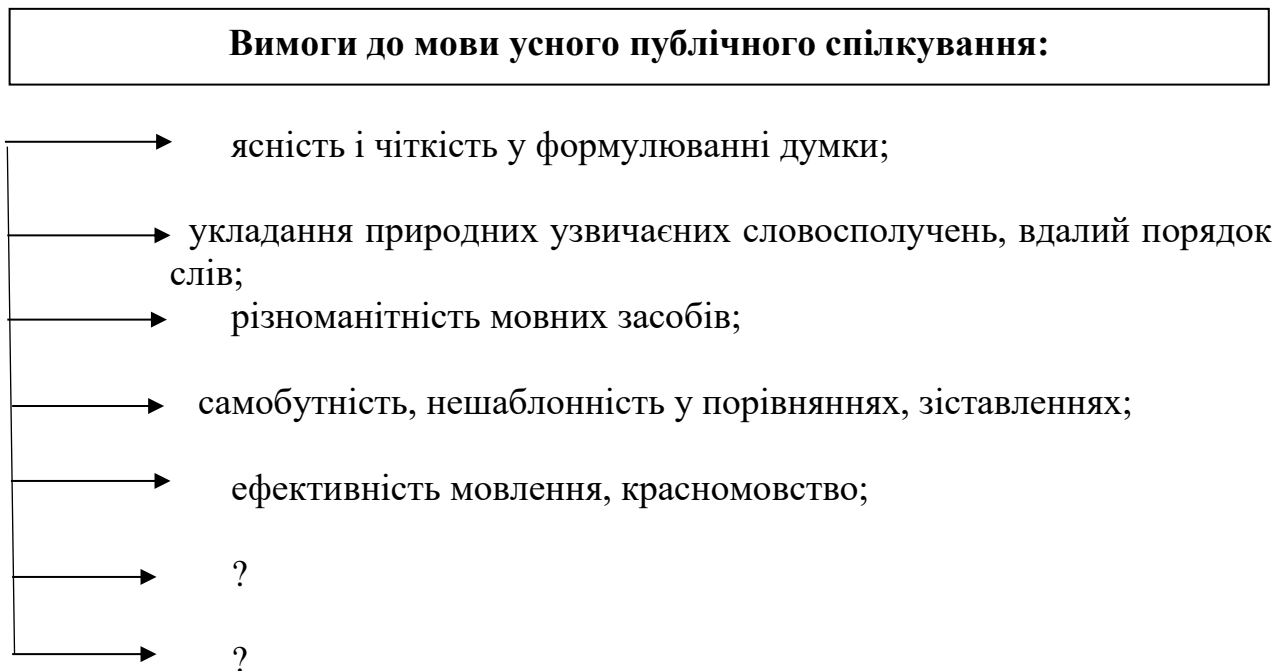 Вимоги до мови усного публічного спілкування:
ясність і чіткість у формулюванні думки;
укладання природних узвичаєних словосполучень, вдалий порядок
слів;
різноманітність мовних засобів;
самобутність, нешаблонність у порівняннях, зіставленнях;
ефективність мовлення, красномовство;
?
?